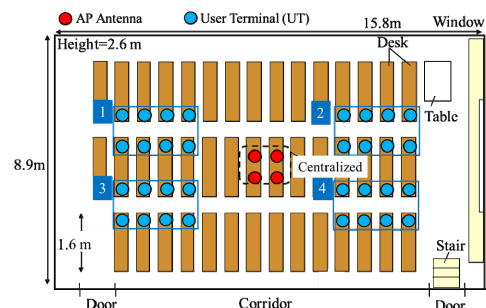 AP Antenna
User Terminal (UT)
15.8m
Window
Height=2.6 m
Desk
1
2
Table
8.9m
Centralized
3
4
1.6 m
Stair
Door
Corridor
Door